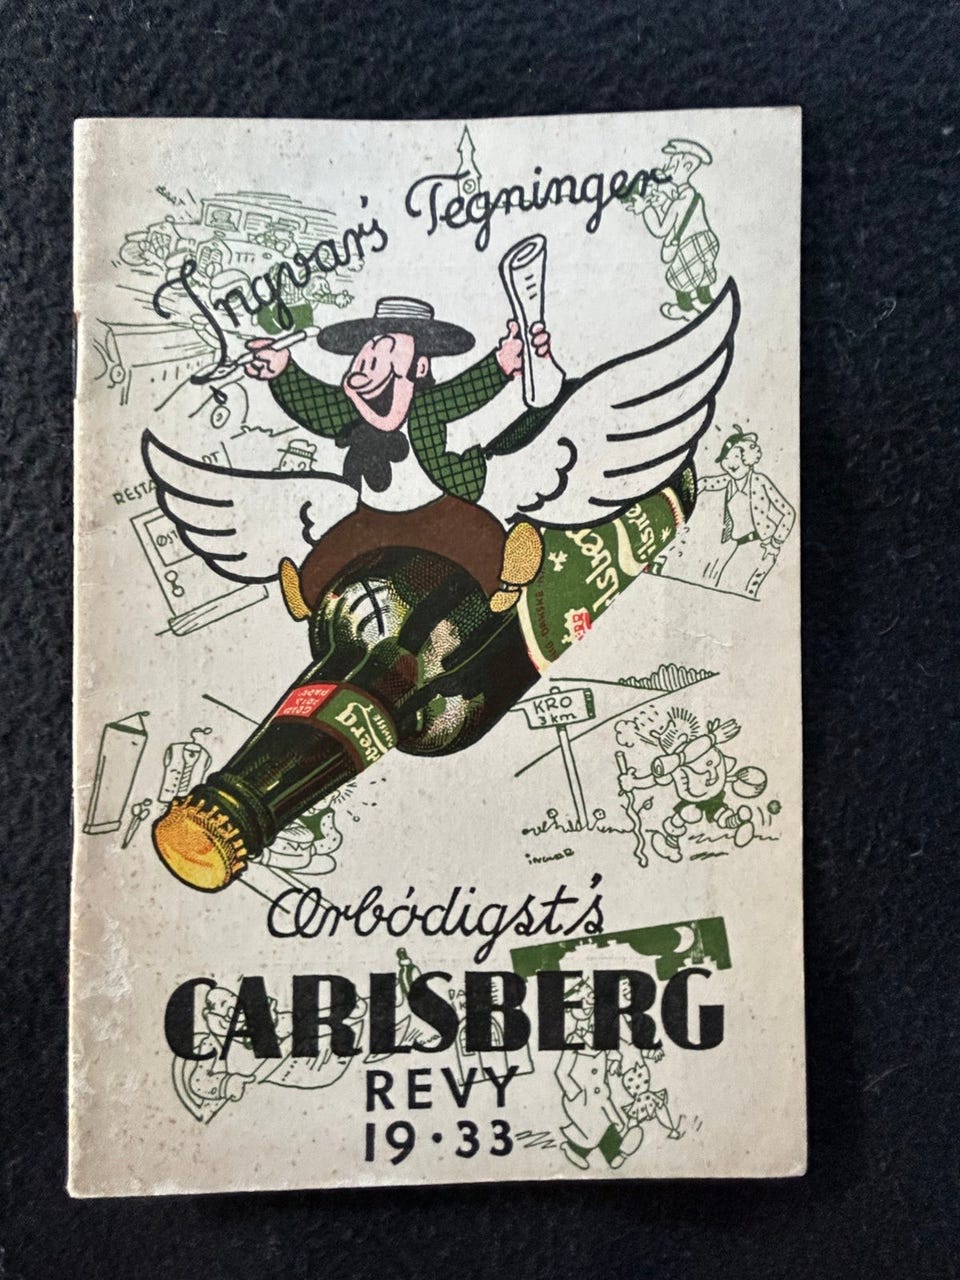 Ingvar's Tegninger
KRO
3 km
Ærbødigst's
CARLSBERG
REVY
19·33